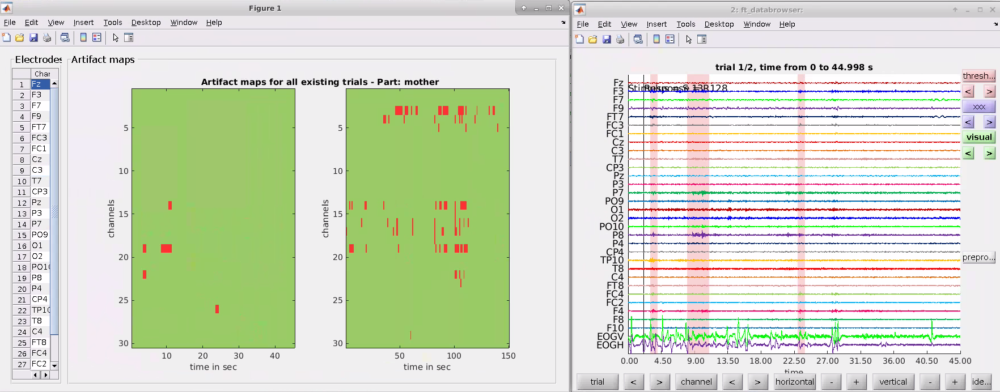 Figure 1
File Edit View Insert Tools Desktop Window Help
Electrodes
Char
1 Fz
2 F3
3 F7
4 F9
5 FT7
6 FC3
7 FC1
8 Cz
9 C3
10 T7
11 CP3
12 Pz
13 P3
14 P7
15 PO9
16 O1
17 O2
18 PO10
19 P8
20 P4
21 CP4
22 TP10
23 T8
24 C4
25 FT8
26 FC4
27 FC2
Artifact maps
Artifact maps for all existing trials - Part: mother
channels
5
10
15
20
25
30
10 20 30 40
time in sec
channels
5
10
15
20
25
30
50 100 150
time in sec
2: ft_databrowser:
File Edit View Insert Tools Desktop Window Help
trial 1/2, time from 0 to 44.998 s
Fz
F3
F7
F9
FT7
FC3
FC1
Cz
C3
T7
CP3
Pz
P3
P7
PO9
O1
O2
PO10
P8
P4
CP4
TP10
T8
C4
FT8
FC4
FC2
F4
F8
F10
EOGV
EOGH
0.00 4.50 9.00 13.50 18.00 22.50 27.00 31.50 36.00 40.50 45.00
time
thresh...
< >
xxx
< >
visual
< >
prepro...
trial < > channel < > horizontal - + vertical - + ide...